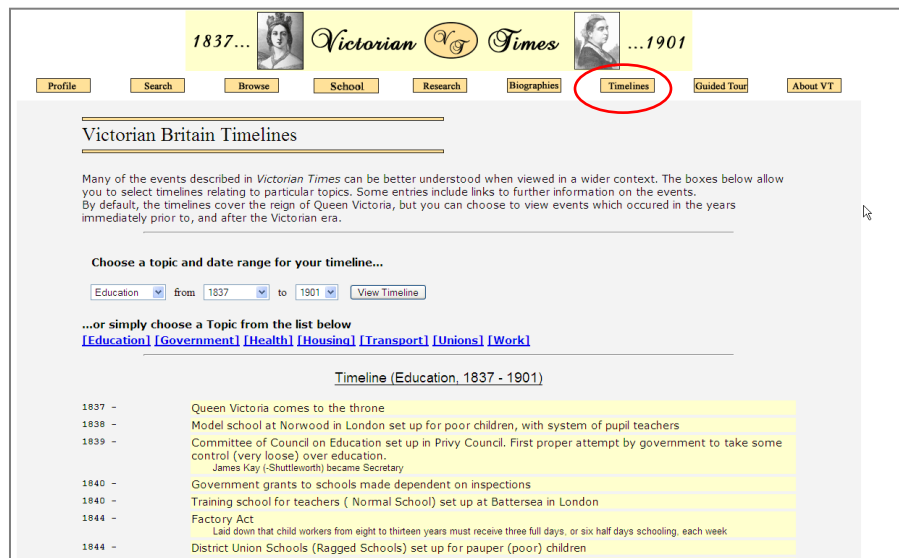 1837... Victorian VT Times ...1901
Profile Search Browse School Research Biographies Timelines Guided Tour About VT
Victorian Britain Timelines
Many of the events described in Victorian Times can be better understood when viewed in a wider context. The boxes below allow
you to select timelines relating to particular topics. Some entries include links to further information on the events.
By default, the timelines cover the reign of Queen Victoria, but you can choose to view events which occured in the years
immediately prior to, and after the Victorian era.
Choose a topic and date range for your timeline...
Education from 1837 to 1901 View Timeline
...or simply choose a Topic from the list below
[Education] [Government] [Health] [Housing] [Transport] [Unions] [Work]
Timeline (Education, 1837 - 1901)
1837 - Queen Victoria comes to the throne
1838 - Model school at Norwood in London set up for poor children, with system of pupil teachers
1839 - Committee of Council on Education set up in Privy Council. First proper attempt by government to take some
control (very loose) over education.
James Kay (-Shuttleworth) became Secretary
1840 - Government grants to schools made dependent on inspections
1840 - Training school for teachers ( Normal School) set up at Battersea in London
1844 - Factory Act
Laid down that child workers from eight to thirteen years must receive three full days, or six half days schooling, each week
1844 - District Union Schools (Ragged Schools) set up for pauper (poor) children